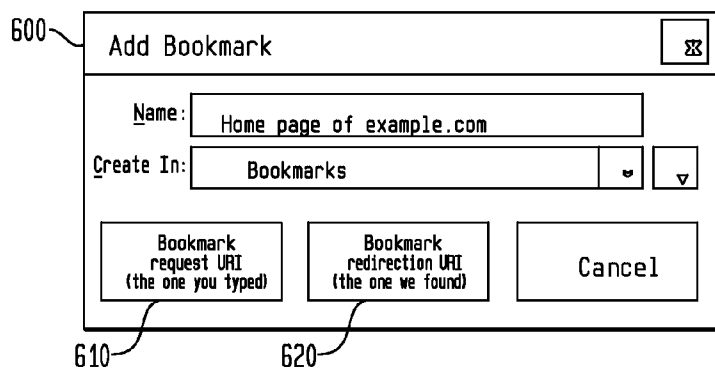 600
Add Bookmark
Name:
Home page of example.com
Create In:
Bookmarks
Bookmark
request URI
(the one you typed)
Bookmark
redirection URI
(the one we found)
Cancel
610
620